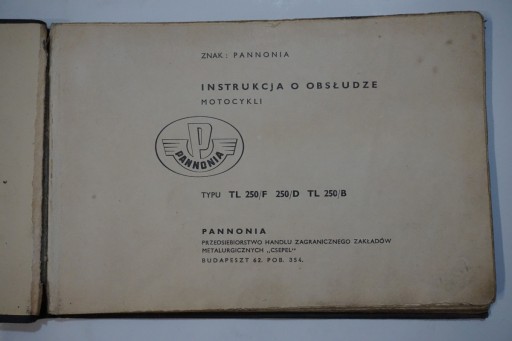 ZNAK: PANNONIA
INSTRUKCJA O OBSŁUDZE
MOTOCYKLI
P
PANNONIA
TYPU TL 250/F 250/D TL 250/B
PANNONIA
PRZEDSIEBIORSTWO HANDLU ZAGRANICZNEGO ZAKŁADÓW
METALURGICZNYCH „CSEPEL"
BUDAPESZT 62. POB. 354.